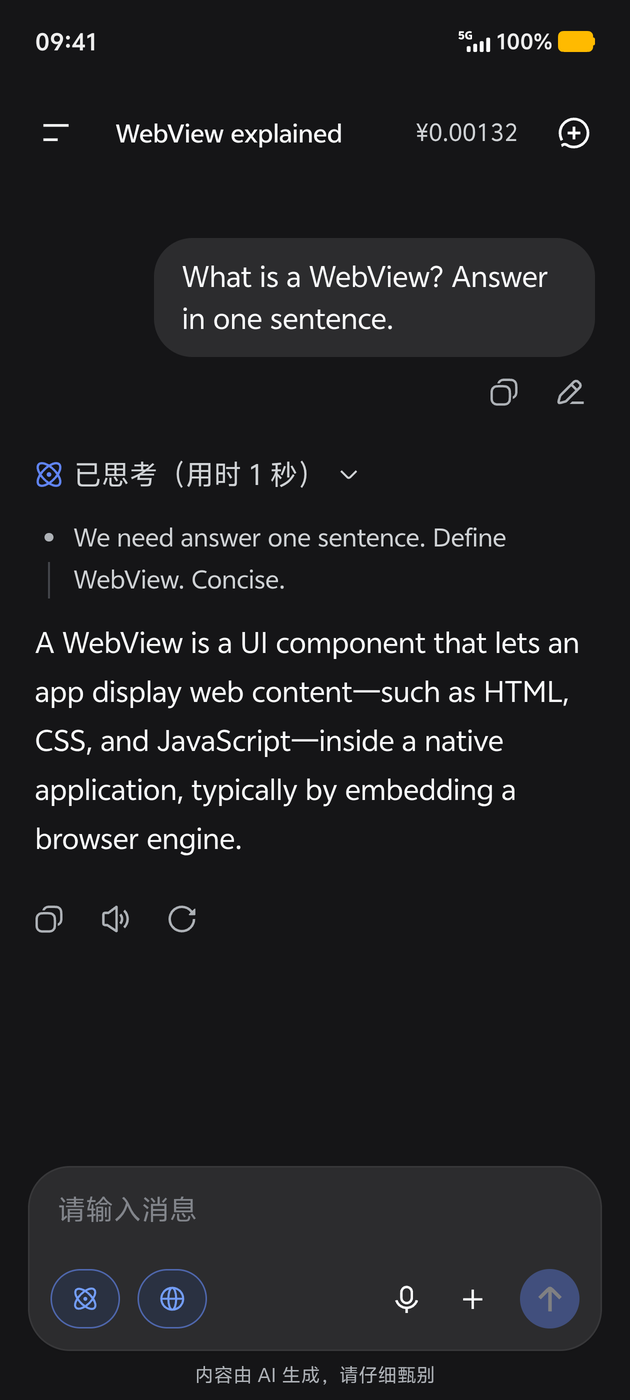 09:41
5G 100%
WebView explained ¥0.00132
What is a WebView? Answer
in one sentence.
已思考（用时 1 秒）
We need answer one sentence. Define
WebView. Concise.
A WebView is a UI component that lets an
app display web content—such as HTML,
CSS, and JavaScript—inside a native
application, typically by embedding a
browser engine.
请输入消息
内容由 AI 生成，请仔细甄别